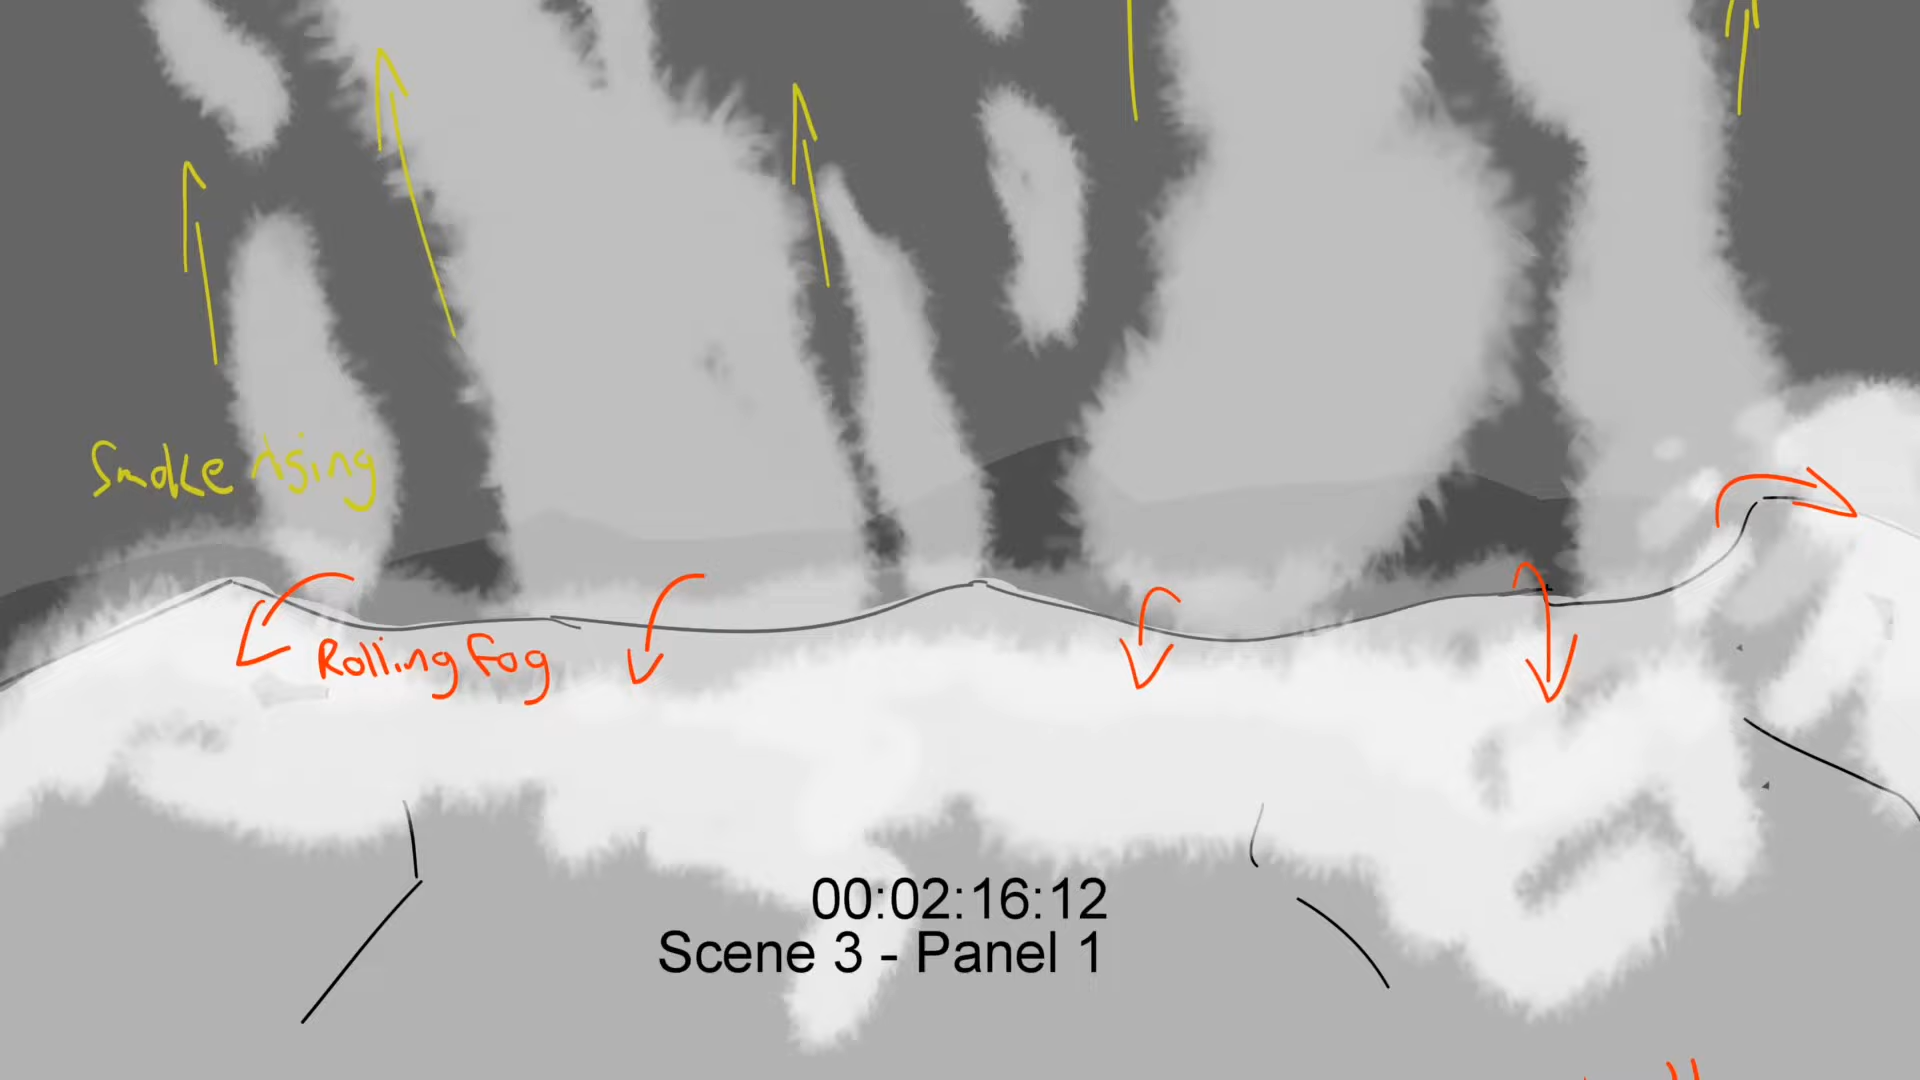 Smoke rising
Rolling fog
00:02:16:12
Scene 3 - Panel 1